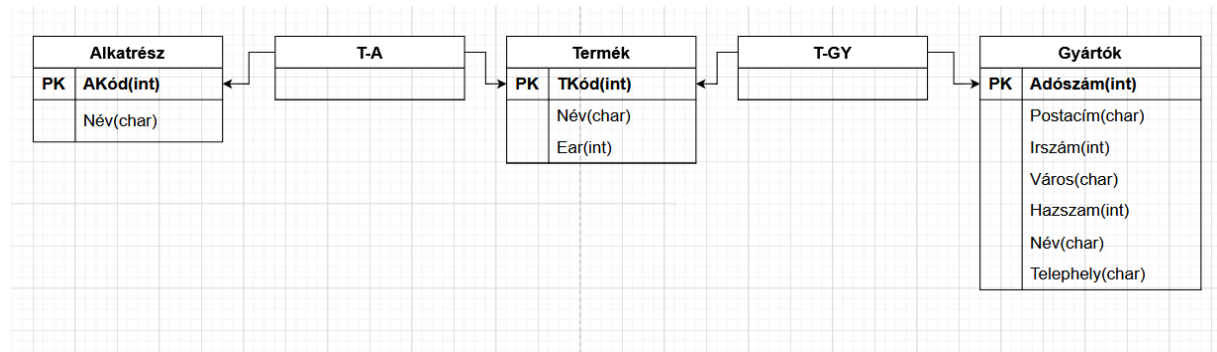 Alkatrész
PK AKód(int)
Név(char)
T-A
Termék
PK TKód(int)
Név(char)
Ear(int)
T-GY
Gyártók
PK Adószám(int)
Postacím(char)
Irszám(int)
Város(char)
Hazszam(int)
Név(char)
Telephely(char)